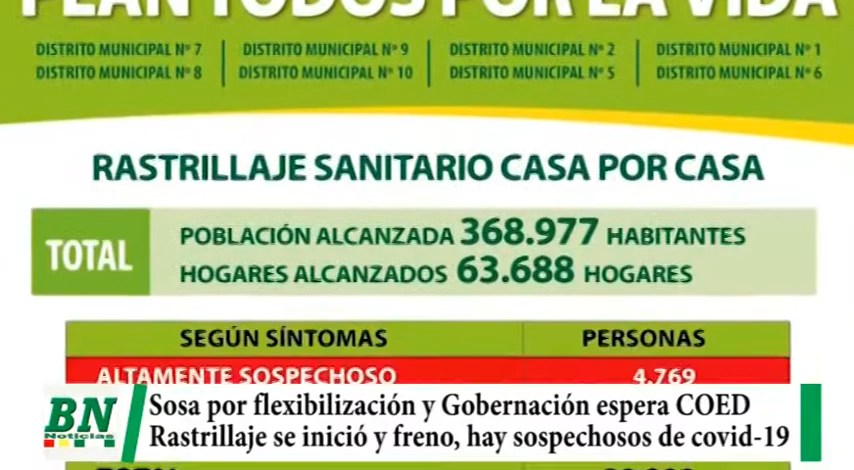 PLAN TODOS POR LA VIDA
DISTRITO MUNICIPAL Nº 7
DISTRITO MUNICIPAL Nº 8
DISTRITO MUNICIPAL Nº 9
DISTRITO MUNICIPAL Nº 10
DISTRITO MUNICIPAL Nº 2
DISTRITO MUNICIPAL Nº 5
DISTRITO MUNICIPAL Nº 1
DISTRITO MUNICIPAL Nº 6
RASTRILLAJE SANITARIO CASA POR CASA
TOTAL
POBLACIÓN ALCANZADA 368.977 HABITANTES
HOGARES ALCANZADOS 63.688 HOGARES
SEGÚN SÍNTOMAS PERSONAS
ALTAMENTE SOSPECHOSO 4.769
BN
Noticias
Sosa por flexibilización y Gobernación espera COED
Rastrillaje se inició y freno, hay sospechosos de covid-19
TOTAL